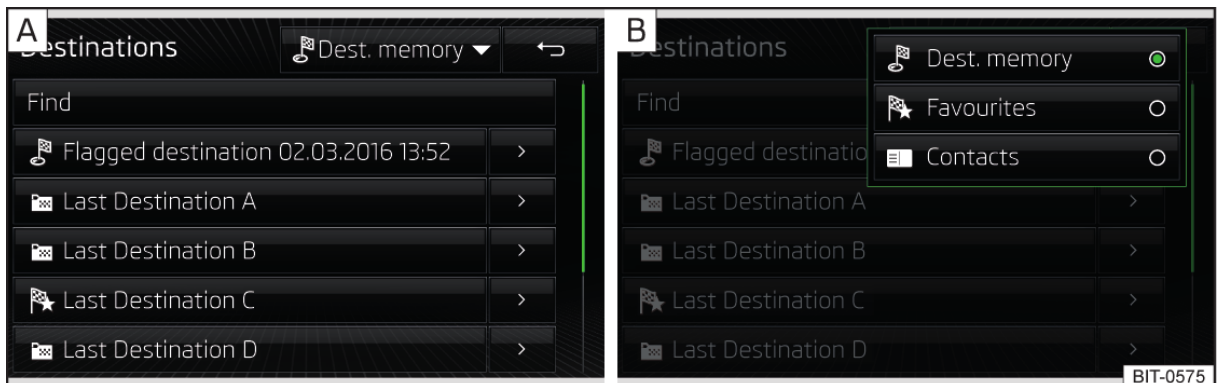 A
Destinations
Dest. memory
Find
Flagged destination 02.03.2016 13:52
Last Destination A
Last Destination B
Last Destination C
Last Destination D
B
Destinations
Dest. memory
Find
Favourites
Flagged destinatio
Contacts
Last Destination A
Last Destination B
Last Destination C
Last Destination D
BIT-0575